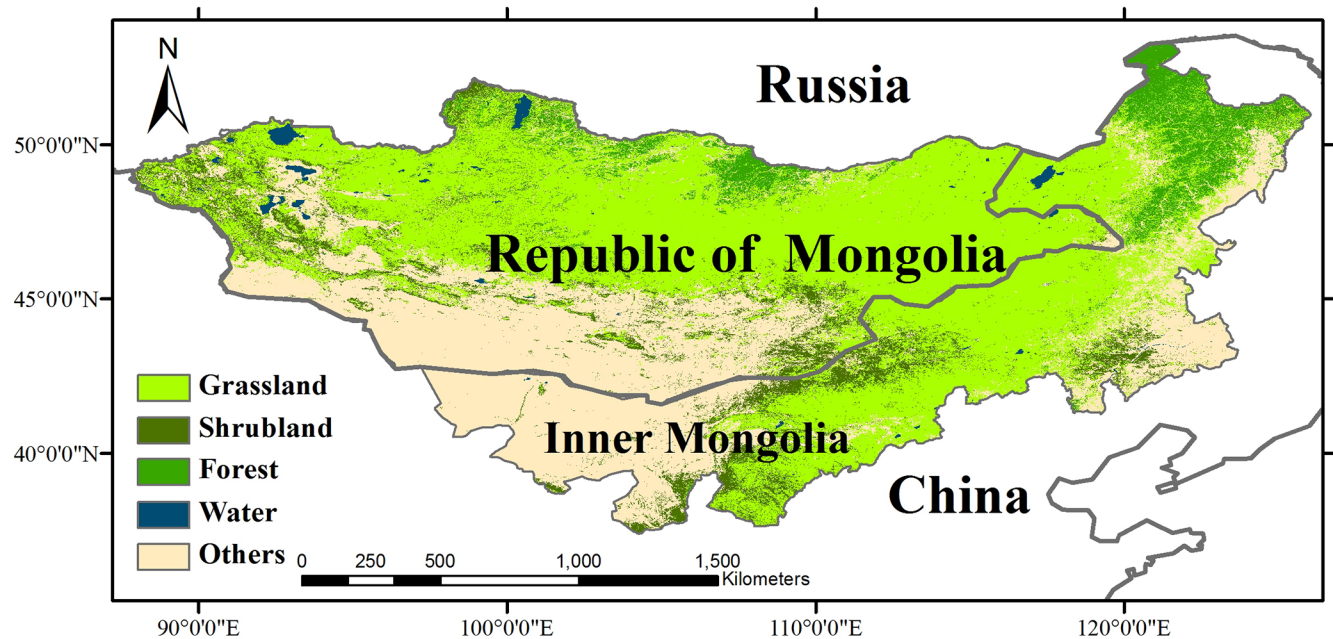 N
Russia
50°0'0"N
Republic of Mongolia
45°0'0"N
Grassland
Shrubland
Inner Mongolia
40°0'0"N
Forest
China
Water
Others
0 250 500 1,000 1,500
Kilometers
90°0'0"E 100°0'0"E 110°0'0"E 120°0'0"E